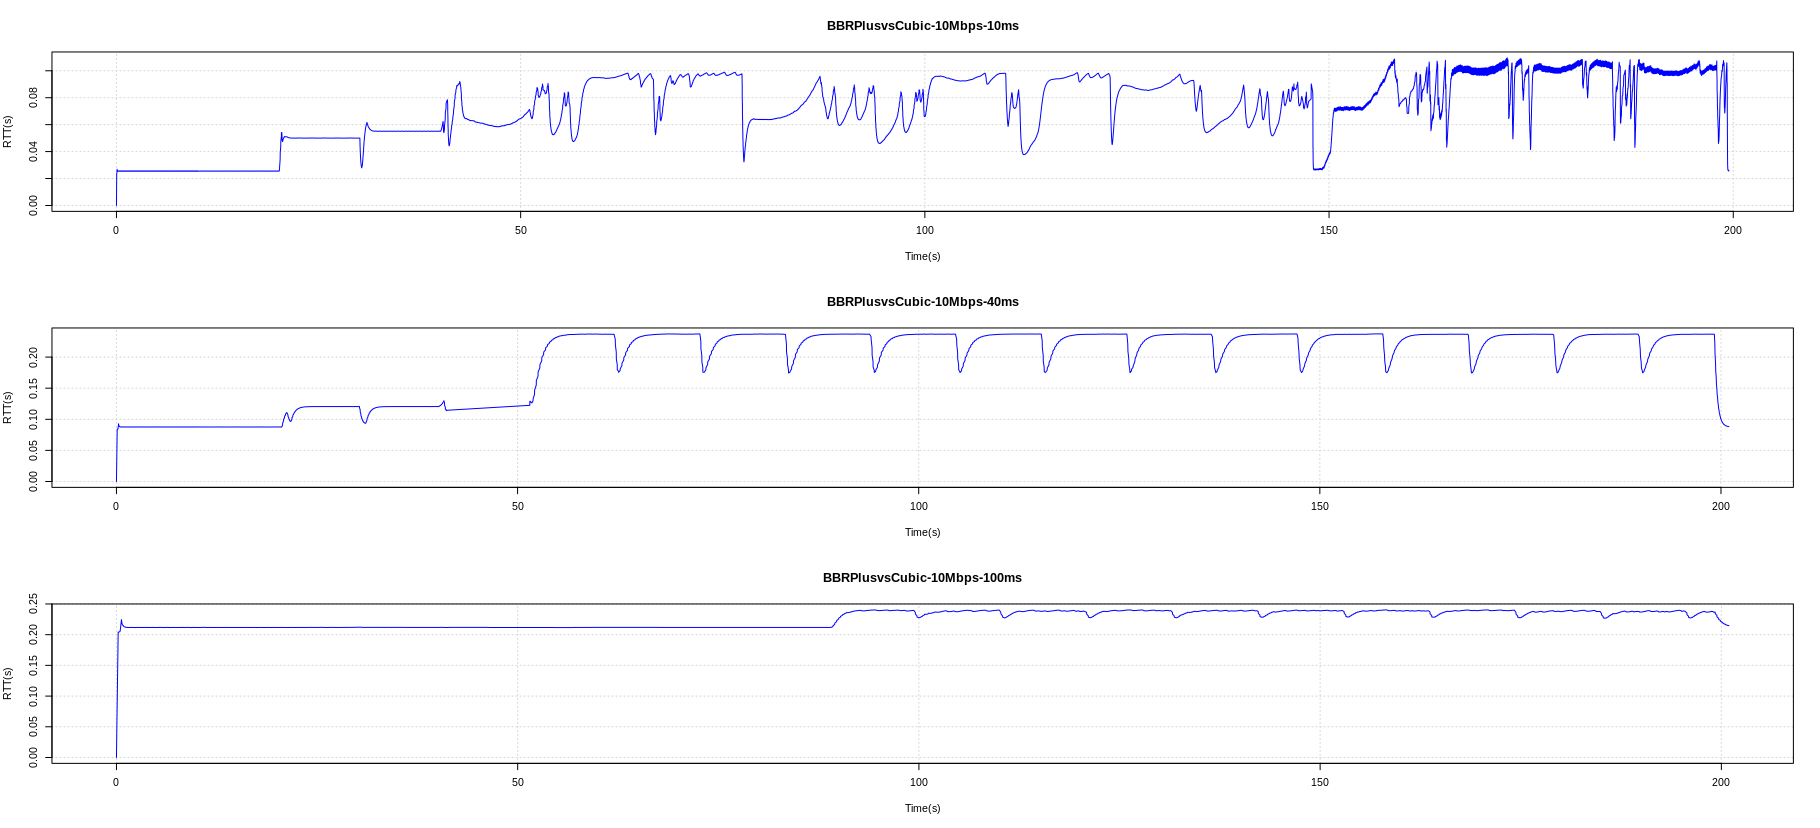 BBRPlusvsCubic-10Mbps-10ms
RTT(s)
0.00 0.04 0.08
0 50 100 150 200
Time(s)
BBRPlusvsCubic-10Mbps-40ms
RTT(s)
0.00 0.05 0.10 0.15 0.20
0 50 100 150 200
Time(s)
BBRPlusvsCubic-10Mbps-100ms
RTT(s)
0.00 0.05 0.10 0.15 0.20 0.25
0 50 100 150 200
Time(s)